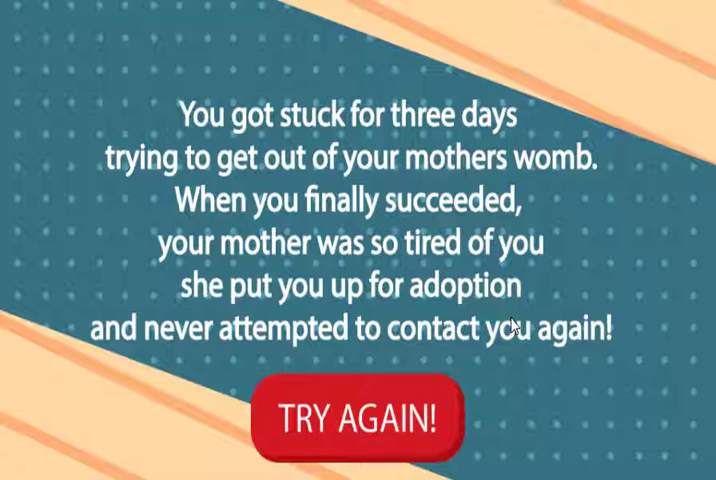 You got stuck for three days
trying to get out of your mothers womb.
When you finally succeeded,
your mother was so tired of you
she put you up for adoption
and never attempted to contact you again!
TRY AGAIN!